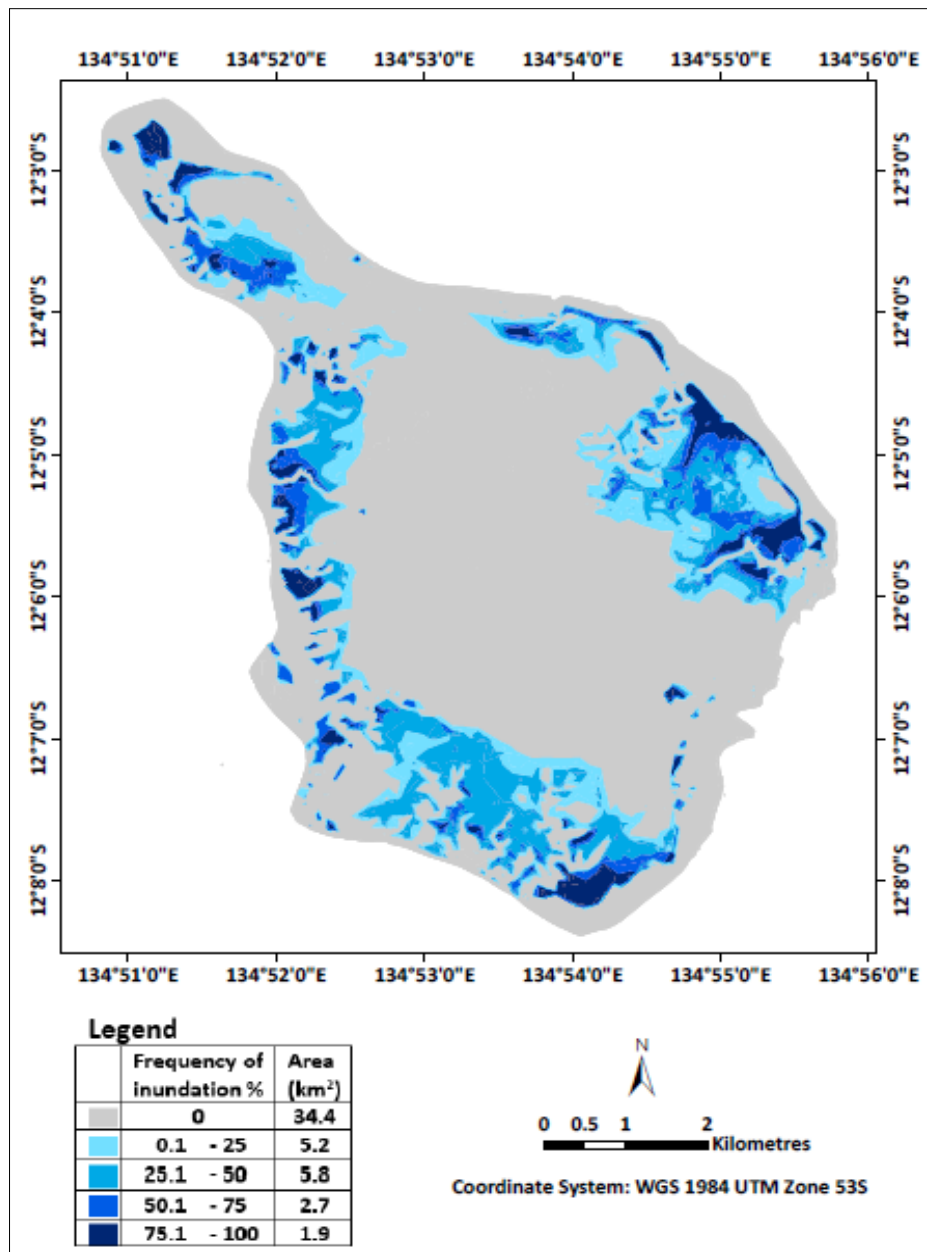 134°51'0"E 134°52'0"E 134°53'0"E 134°54'0"E 134°55'0"E 134°56'0"E
12°3'0"S 12°3'0"S
12°4'0"S 12°4'0"S
12°5'0"S 12°5'0"S
12°6'0"S 12°6'0"S
12°7'0"S 12°7'0"S
12°8'0"S 12°8'0"S
134°51'0"E 134°52'0"E 134°53'0"E 134°54'0"E 134°55'0"E 134°56'0"E
Legend
Frequency of Area
inundation % (km²)
0 34.4
0.1 - 25 5.2
25.1 - 50 5.8
50.1 - 75 2.7
75.1 - 100 1.9
N
0 0.5 1 2
Kilometres
Coordinate System: WGS 1984 UTM Zone 53S